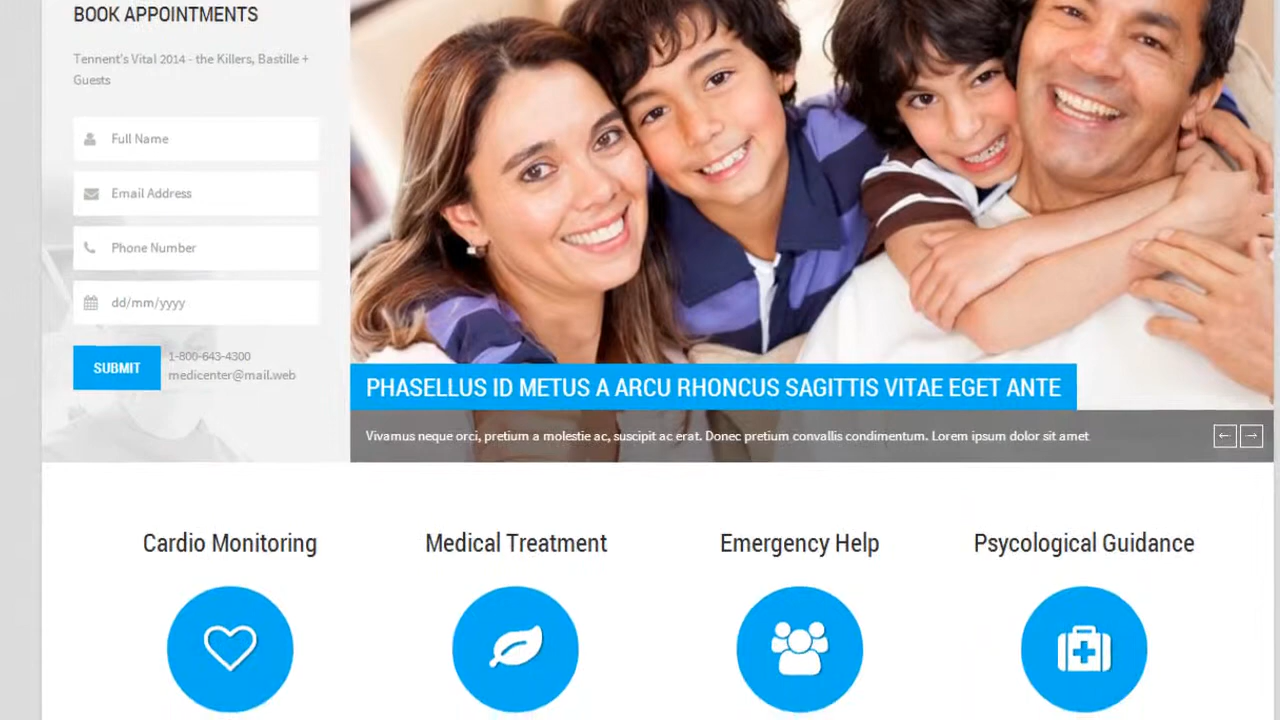 BOOK APPOINTMENTS
Tennent's Vital 2014 - the Killers, Bastille +
Guests
Full Name
Email Address
Phone Number
dd/mm/yyyy
SUBMIT
1-800-643-4300
medicenter@mail.web
PHASELLUS ID METUS A ARCU RHONCUS SAGITTIS VITAE EGET ANTE
Vivamus neque orci, pretium a molestie ac, suscipit ac erat. Donec pretium convallis condimentum. Lorem ipsum dolor sit amet
Cardio Monitoring
Medical Treatment
Emergency Help
Psycological Guidance